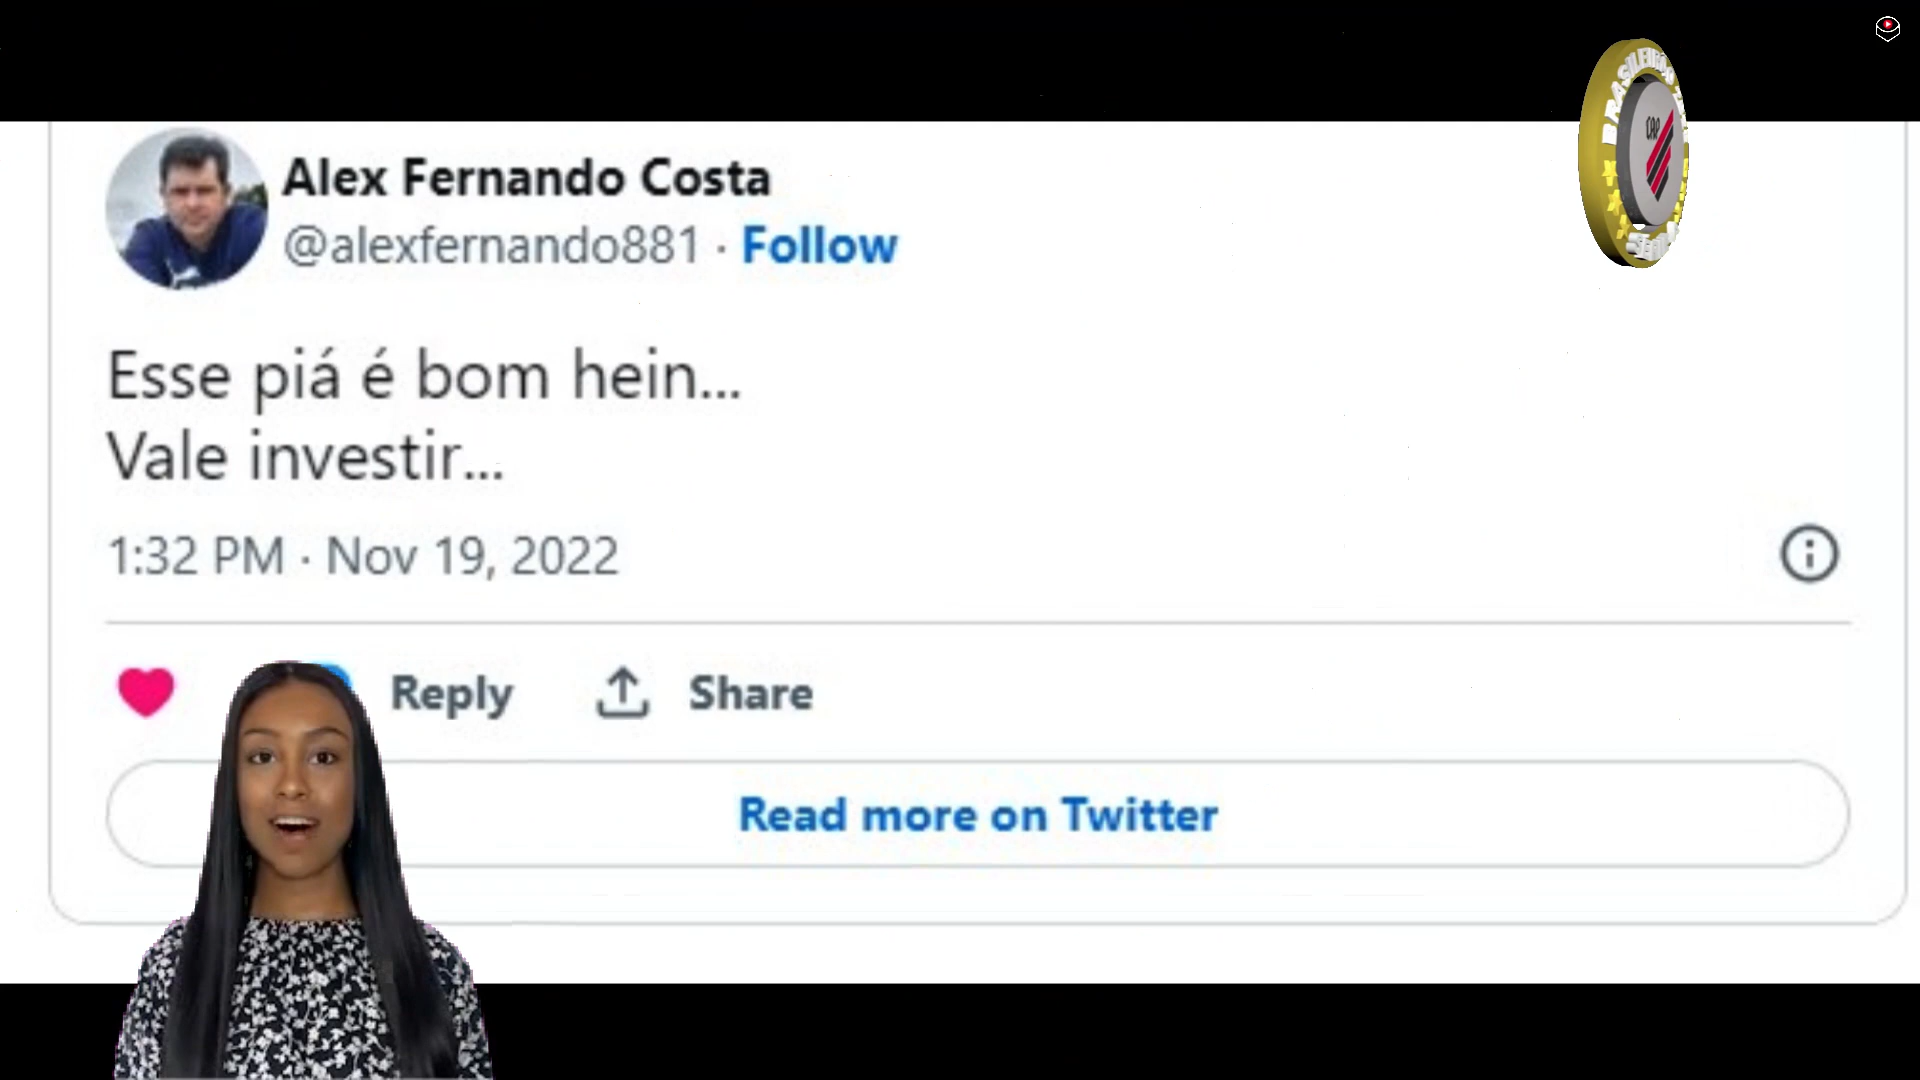 Alex Fernando Costa
@alexfernando881 · Follow
Esse piá é bom hein...
Vale investir...
1:32 PM · Nov 19, 2022
Reply
Share
Read more on Twitter
CAP